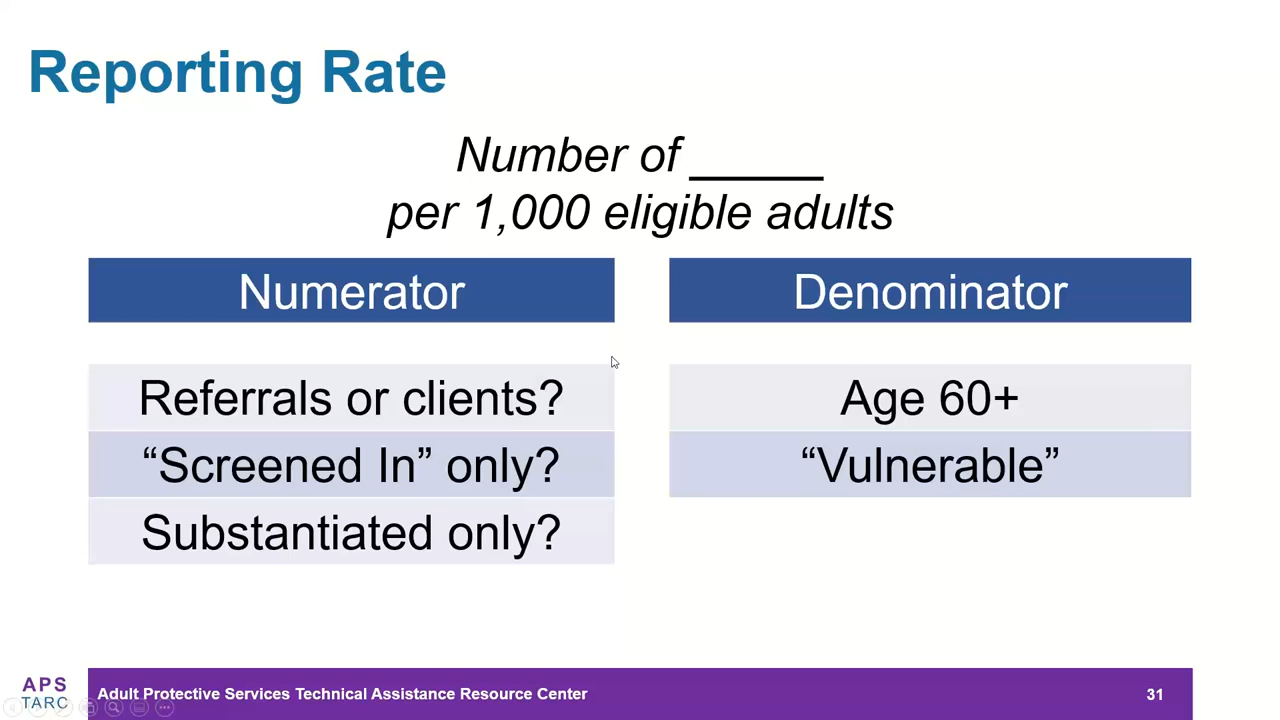 Reporting Rate
Number of _____
per 1,000 eligible adults
Numerator
Denominator
Referrals or clients?
Age 60+
“Screened In” only?
“Vulnerable”
Substantiated only?
APS
TARC
Adult Protective Services Technical Assistance Resource Center
31